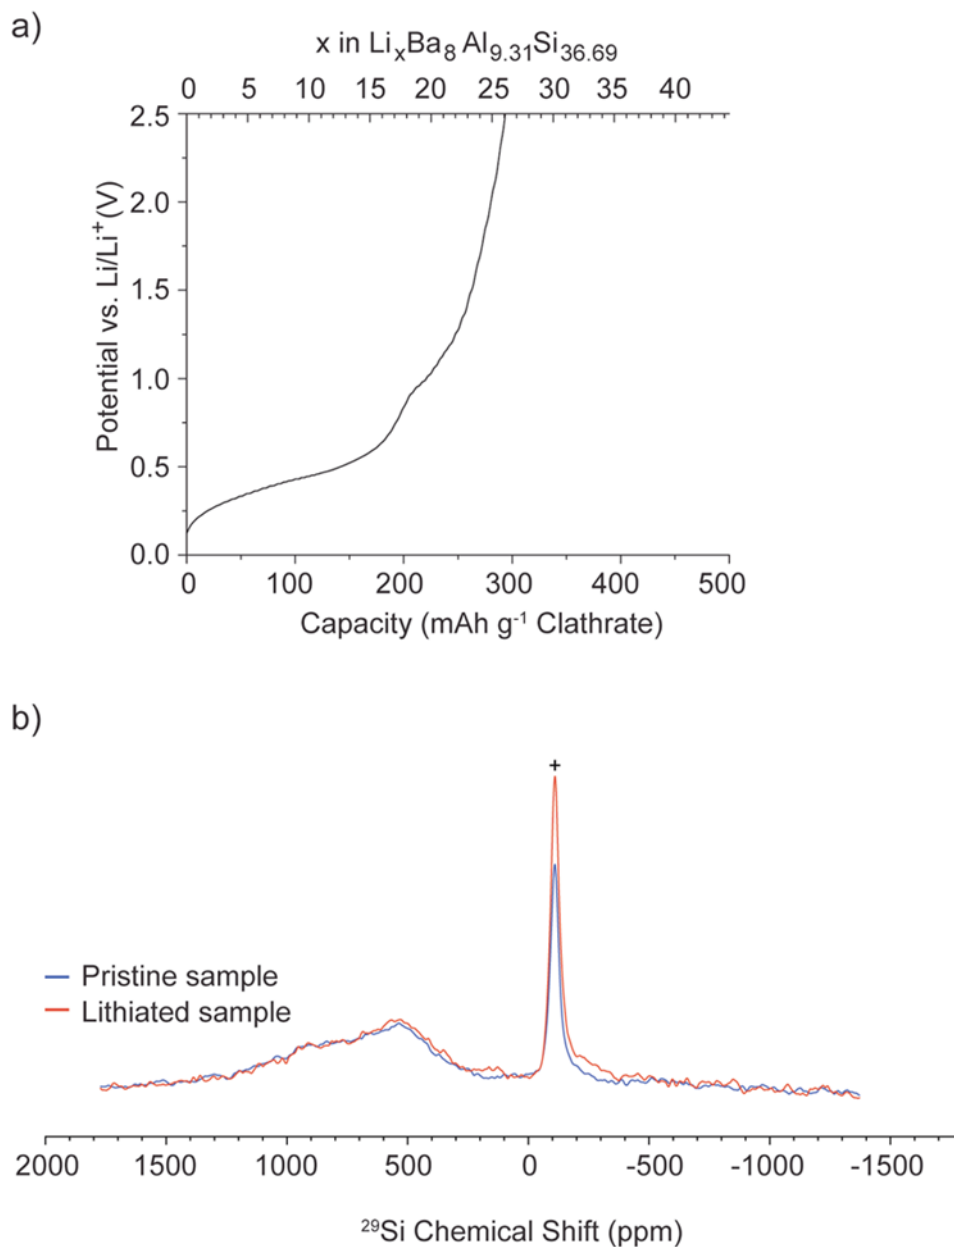 a)
x in LiₓBa₈ Al₉.₃₁Si₃₆.₆₉
0 5 10 15 20 25 30 35 40
2.5
2.0
1.5
1.0
0.5
0.0
Potential vs. Li/Li⁺(V)
0 100 200 300 400 500
Capacity (mAh g⁻¹ Clathrate)
b)
+
Pristine sample
Lithiated sample
2000 1500 1000 500 0 -500 -1000 -1500
²⁹Si Chemical Shift (ppm)